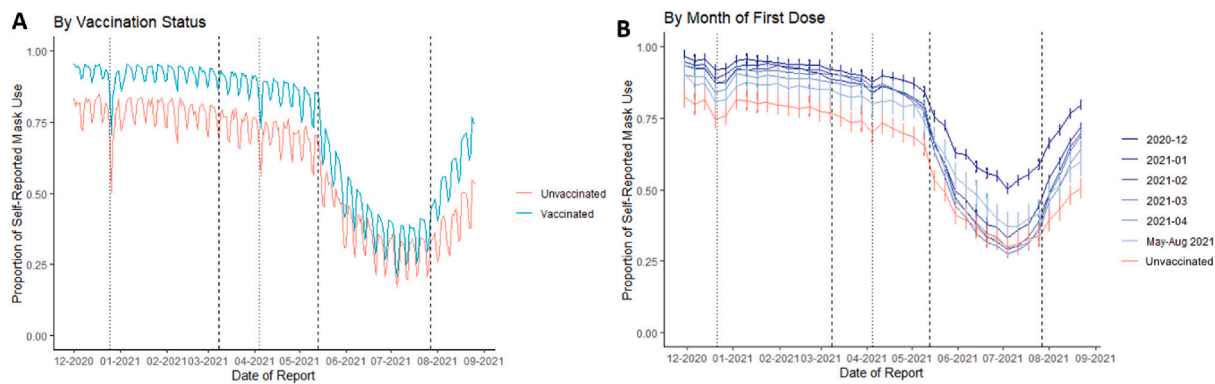 A
By Vaccination Status
Proportion of Self-Reported Mask Use
1.00
0.75
0.50
0.25
0.00
12-2020 01-2021 02-2021 03-2021 04-2021 05-2021 06-2021 07-2021 08-2021 09-2021
Date of Report
Unvaccinated
Vaccinated
B
By Month of First Dose
Proportion of Self-Reported Mask Use
1.00
0.75
0.50
0.25
0.00
12-2020 01-2021 02-2021 03-2021 04-2021 05-2021 06-2021 07-2021 08-2021 09-2021
Date of Report
2020-12
2021-01
2021-02
2021-03
2021-04
May-Aug 2021
Unvaccinated